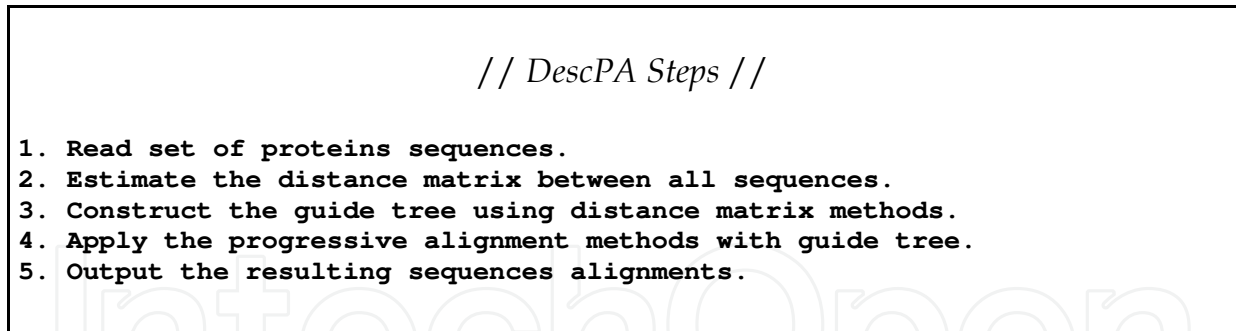 // DescPA Steps //
1. Read set of proteins sequences.
2. Estimate the distance matrix between all sequences.
3. Construct the guide tree using distance matrix methods.
4. Apply the progressive alignment methods with guide tree.
5. Output the resulting sequences alignments.
IntechOpen